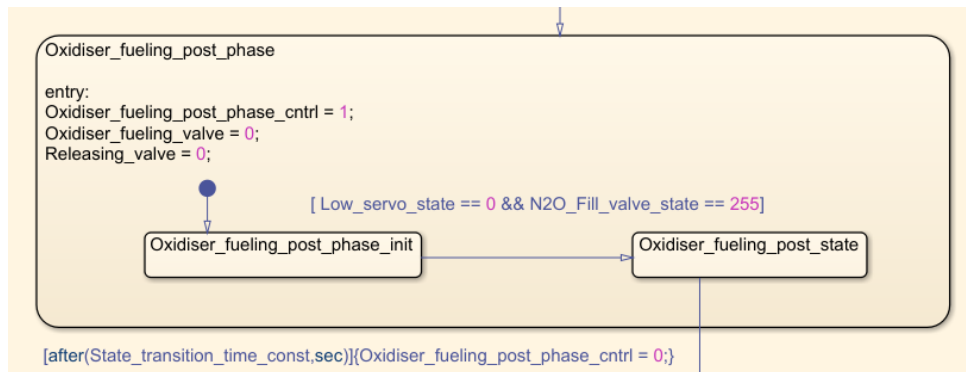 Oxidiser_fueling_post_phase
entry:
Oxidiser_fueling_post_phase_cntrl = 1;
Oxidiser_fueling_valve = 0;
Releasing_valve = 0;
[ Low_servo_state == 0 && N2O_Fill_valve_state == 255]
Oxidiser_fueling_post_phase_init
Oxidiser_fueling_post_state
[after(State_transition_time_const,sec)]{Oxidiser_fueling_post_phase_cntrl = 0;}